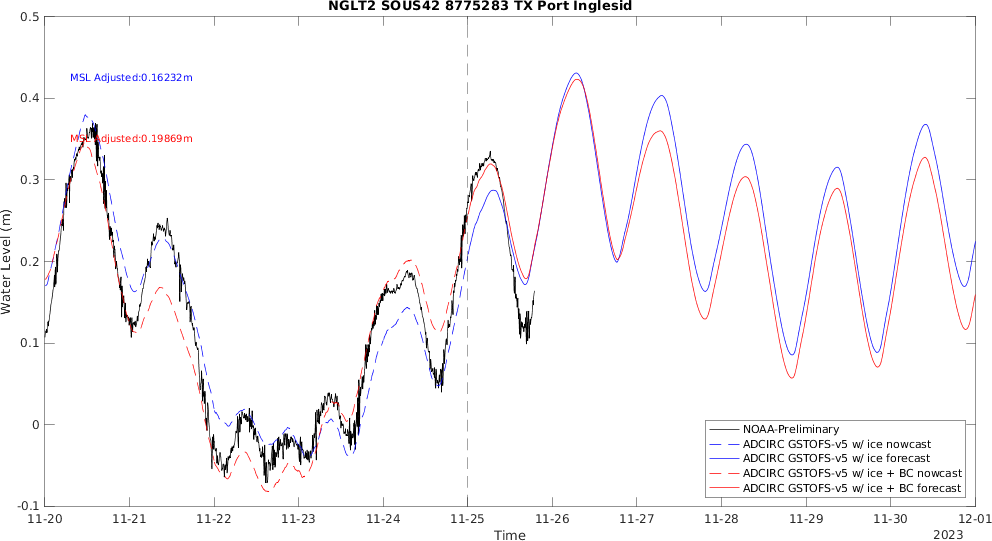 NGLT2 SOUS42 8775283 TX Port Inglesid
MSL Adjusted:0.16232m
MSL Adjusted:0.19869m
Water Level (m)
0.5
0.4
0.3
0.2
0.1
0
-0.1
NOAA-Preliminary
ADCIRC GSTOFS-v5 w/ ice nowcast
ADCIRC GSTOFS-v5 w/ ice forecast
ADCIRC GSTOFS-v5 w/ ice + BC nowcast
ADCIRC GSTOFS-v5 w/ ice + BC forecast
11-20 11-21 11-22 11-23 11-24 11-25 11-26 11-27 11-28 11-29 11-30 12-01
Time
2023